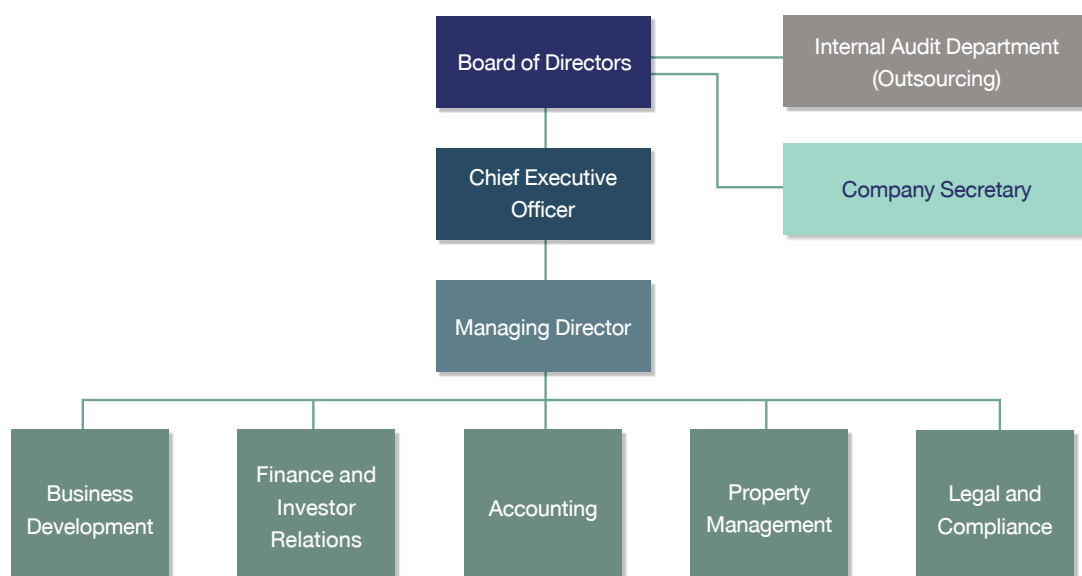 Board of Directors
Internal Audit Department
(Outsourcing)
Company Secretary
Chief Executive
Officer
Managing Director
Business
Development
Finance and
Investor
Relations
Accounting
Property
Management
Legal and
Compliance